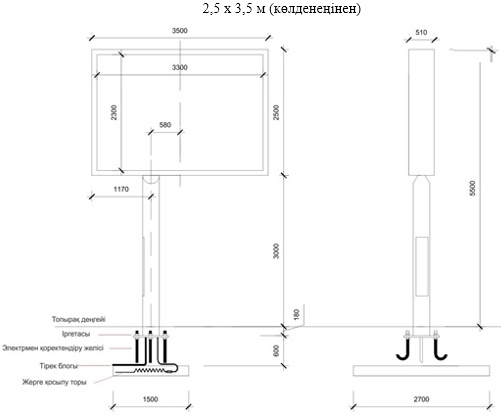 2,5 х 3,5 м (көлденеңінен)
3500
510
3300
2300
580
2500
1170
5500
3000
180
Топырақ деңгейі
Іргетасы
Электрмен қоректендіру желісі
600
Тірек блогы
Жерге қосылу торы
1500
2700